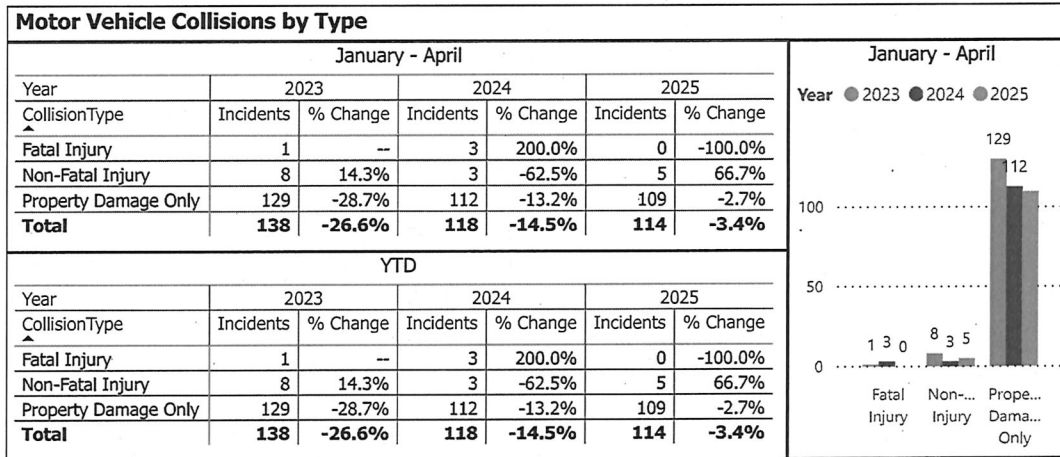 Motor Vehicle Collisions by Type
January - April
Year 2023 2024 2025
CollisionType Incidents % Change Incidents % Change Incidents % Change
Fatal Injury 1 -- 3 200.0% 0 -100.0%
Non-Fatal Injury 8 14.3% 3 -62.5% 5 66.7%
Property Damage Only 129 -28.7% 112 -13.2% 109 -2.7%
Total 138 -26.6% 118 -14.5% 114 -3.4%
YTD
Year 2023 2024 2025
CollisionType Incidents % Change Incidents % Change Incidents % Change
Fatal Injury 1 -- 3 200.0% 0 -100.0%
Non-Fatal Injury 8 14.3% 3 -62.5% 5 66.7%
Property Damage Only 129 -28.7% 112 -13.2% 109 -2.7%
Total 138 -26.6% 118 -14.5% 114 -3.4%
January - April
Year 2023 2024 2025
129
112
100
50
8 3 5
1 3 0
0
Fatal Non-... Prope...
Injury Injury Dama...
Only